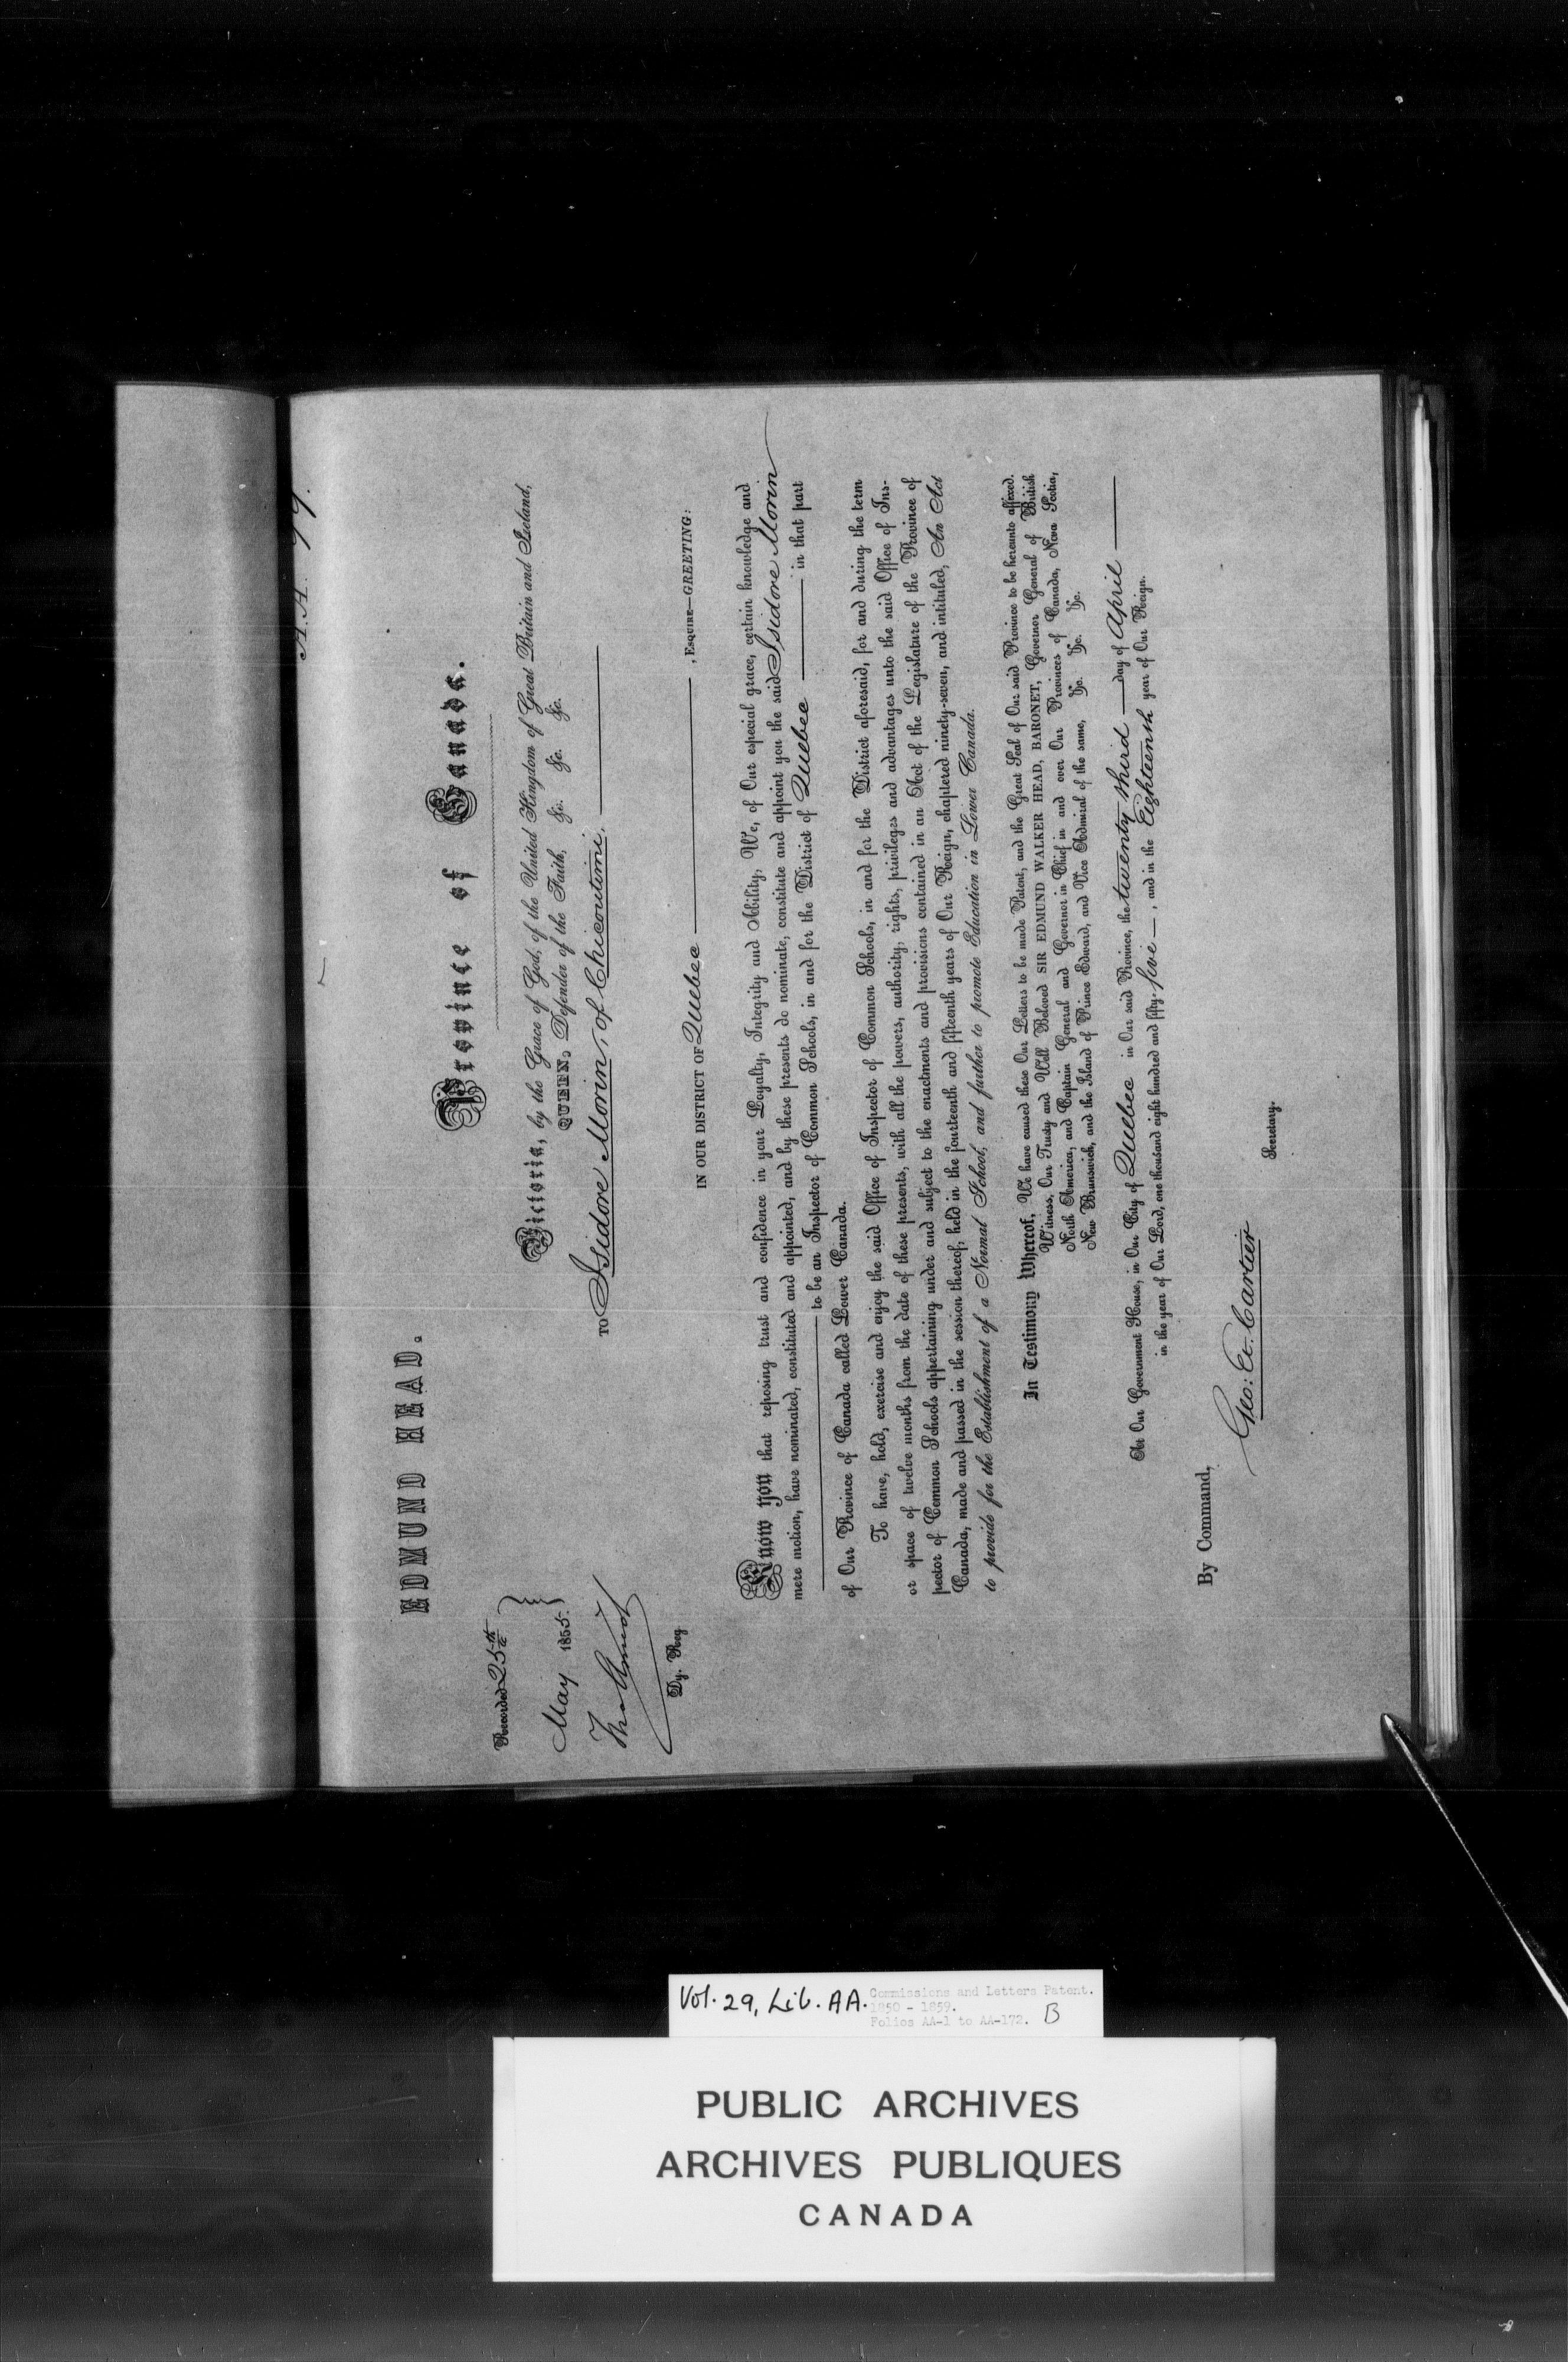 EDMUND HEAD.
Province of Canada.
Recorded 25th
May 1855.
Dy. Reg.
Victoria, by the Grace of God, of the United Kingdom of Great Britain and Ireland,
QUEEN, Defender of the Faith, &c. &c. &c.
TO Isidore Morin, of Chicoutimi.
IN OUR DISTRICT OF Quebec , ESQUIRE—GREETING:
Know you that reposing trust and confidence in your Loyalty, Integrity and Ability, We, of Our especial grace, certain knowledge and
mere motion, have nominated, constituted and appointed, and by these presents do nominate, constitute and appoint you the said Isidore Morin
to be an Inspector of Common Schools, in and for the District of Quebec in that part
of Our Province of Canada called Lower Canada.
To have, hold, exercise and enjoy the said Office of Inspector of Common Schools, in and for the District aforesaid, for and during the term
or space of twelve months from the date of these presents, with all the powers, authority, rights, privileges and advantages unto the said Office of Ins-
pector of Common Schools appertaining under and subject to the enactments and provisions contained in an Act of the Legislature of the Province of
Canada, made and passed in the session thereof, held in the fourteenth and fifteenth years of Our Reign, chaptered ninety-seven, and intituled, An Act
to provide for the Establishment of a Normal School, and further to promote Education in Lower Canada.
In Testimony Whereof, We have caused these Our Letters to be made Patent, and the Great Seal of Our said Province to be hereunto affixed.
Witness, Our Trusty and Well Beloved SIR EDMUND WALKER HEAD, BARONET, Governor General of British
North America, and Captain General and Governor in Chief in and over Our Provinces of Canada, Nova Scotia,
New Brunswick, and the Island of Prince Edward, and Vice Admiral of the same, &c. &c. &c.
At Our Government House, in Our City of Quebec in Our said Province, the twenty third day of April
in the year of Our Lord, one thousand eight hundred and fifty-five —, and in the Eighteenth year of Our Reign.
By Command,
Geo: Et. Cartier
Secretary.
Vol. 29, Lib. AA. Commissions and Letters Patent.
1850 - 1859.
Folios AA-1 to AA-172. B
PUBLIC ARCHIVES
ARCHIVES PUBLIQUES
CANADA